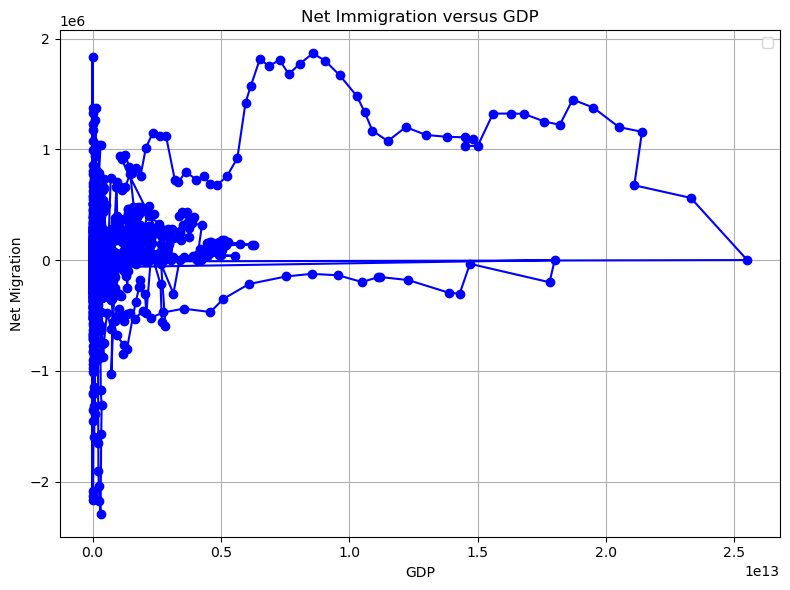 Net Immigration versus GDP
1e6
2
1
0
−1
−2
Net Migration
0.0 0.5 1.0 1.5 2.0 2.5
1e13
GDP